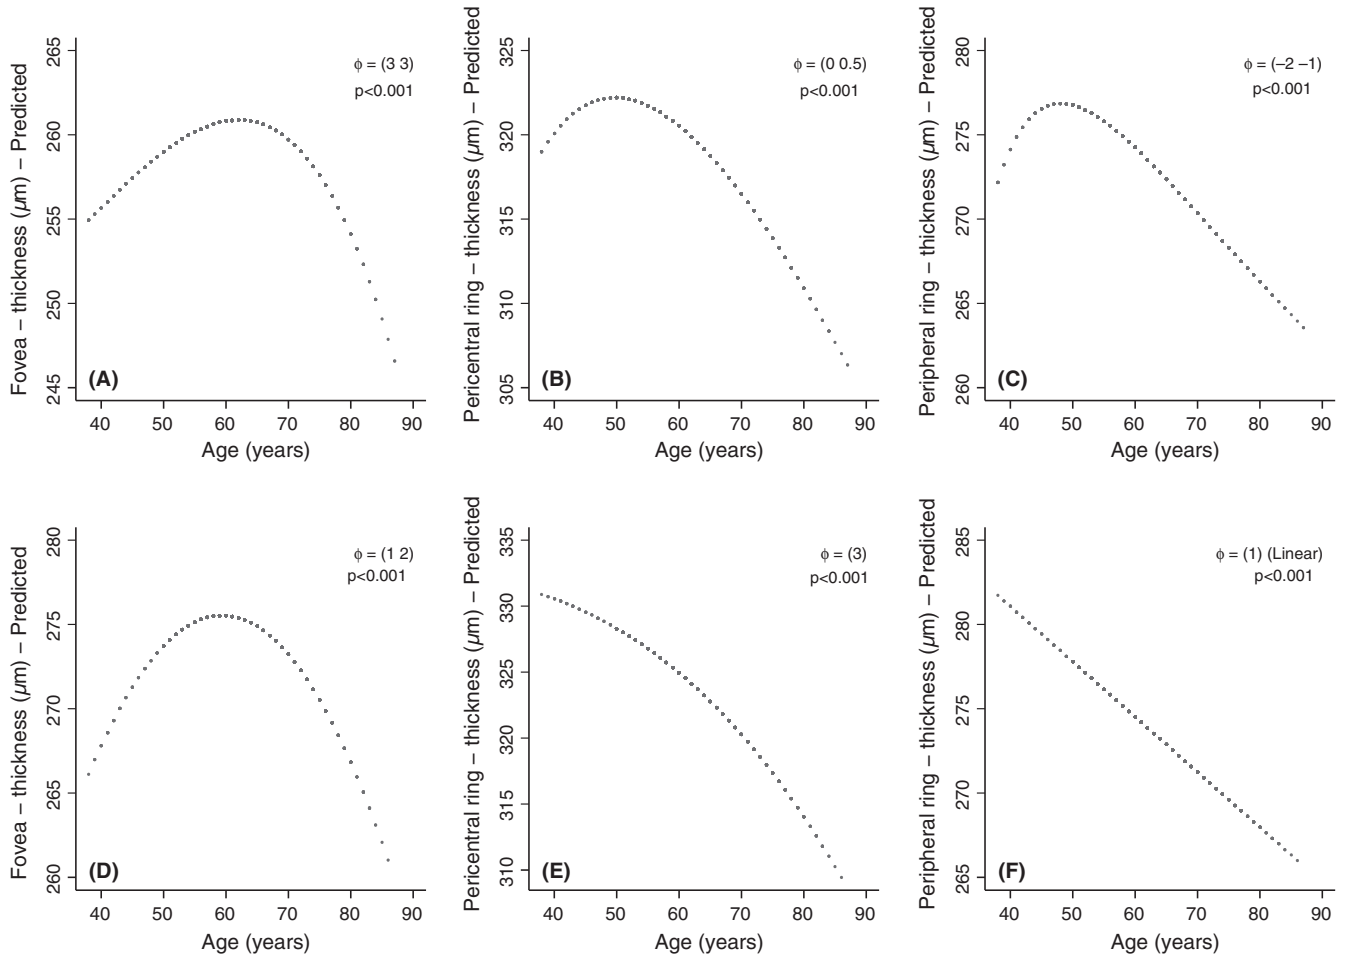 Fovea – thickness (μm) – Predicted
265
260
255
250
245
ϕ = (3 3)
p<0.001
(A)
40 50 60 70 80 90
Age (years)
Pericentral ring – thickness (μm) – Predicted
325
320
315
310
305
ϕ = (0 0.5)
p<0.001
(B)
40 50 60 70 80 90
Age (years)
Peripheral ring – thickness (μm) – Predicted
280
275
270
265
260
ϕ = (–2 –1)
p<0.001
(C)
40 50 60 70 80 90
Age (years)
Fovea – thickness (μm) – Predicted
280
275
270
265
260
ϕ = (1 2)
p<0.001
(D)
40 50 60 70 80 90
Age (years)
Pericentral ring – thickness (μm) – Predicted
335
330
325
320
315
310
ϕ = (3)
p<0.001
(E)
40 50 60 70 80 90
Age (years)
Peripheral ring – thickness (μm) – Predicted
285
280
275
270
265
ϕ = (1) (Linear)
p<0.001
(F)
40 50 60 70 80 90
Age (years)